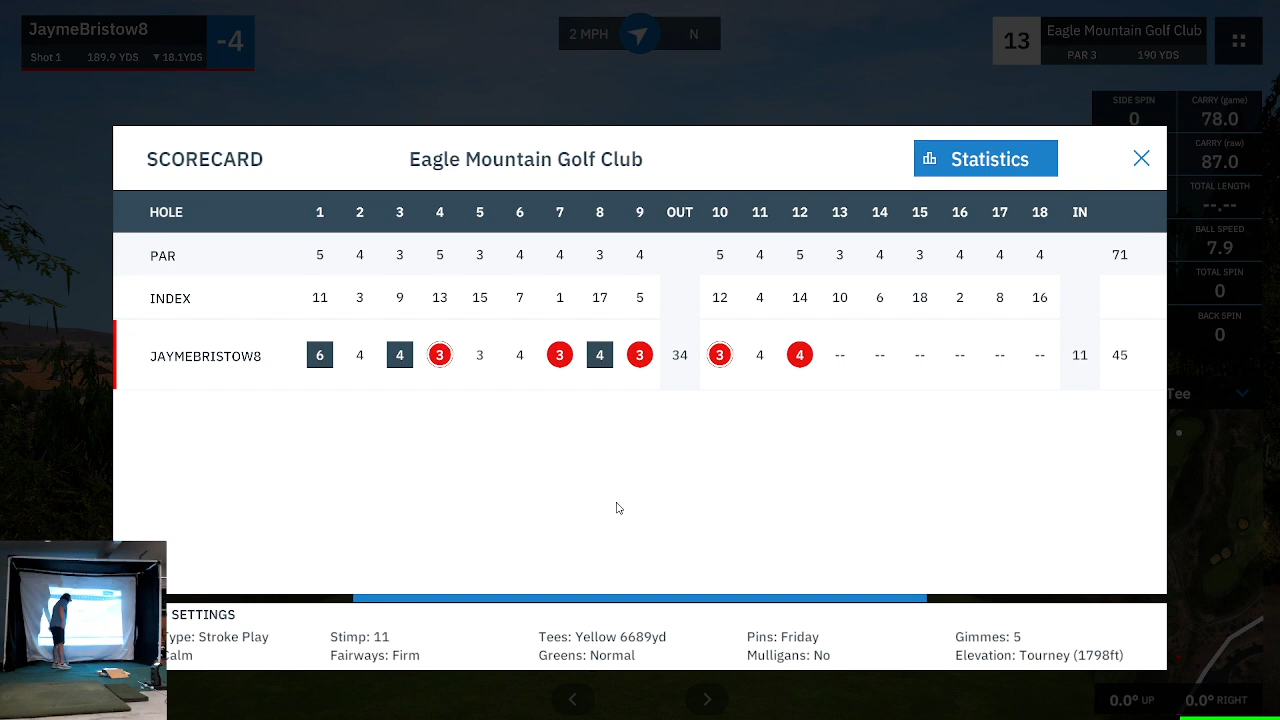 JaymeBristow8
-4
Shot 1 189.9 YDS ▼18.1YDS
2 MPH N
13 Eagle Mountain Golf Club
PAR 3 190 YDS
SIDE SPIN CARRY (game)
0 78.0
CARRY (raw)
87.0
TOTAL LENGTH
--.--
BALL SPEED
7.9
TOTAL SPIN
0
BACK SPIN
0
Tee
SCORECARD Eagle Mountain Golf Club Statistics
HOLE 1 2 3 4 5 6 7 8 9 OUT 10 11 12 13 14 15 16 17 18 IN
PAR 5 4 3 5 3 4 4 3 4 5 4 5 3 4 3 4 4 4 71
INDEX 11 3 9 13 15 7 1 17 5 12 4 14 10 6 18 2 8 16
JAYMEBRISTOW8 6 4 4 3 3 4 3 4 3 34 3 4 4 -- -- -- -- -- -- 11 45
SETTINGS
Type: Stroke Play Stimp: 11 Tees: Yellow 6689yd Pins: Friday Gimmes: 5
Calm Fairways: Firm Greens: Normal Mulligans: No Elevation: Tourney (1798ft)
0.0° UP 0.0° RIGHT